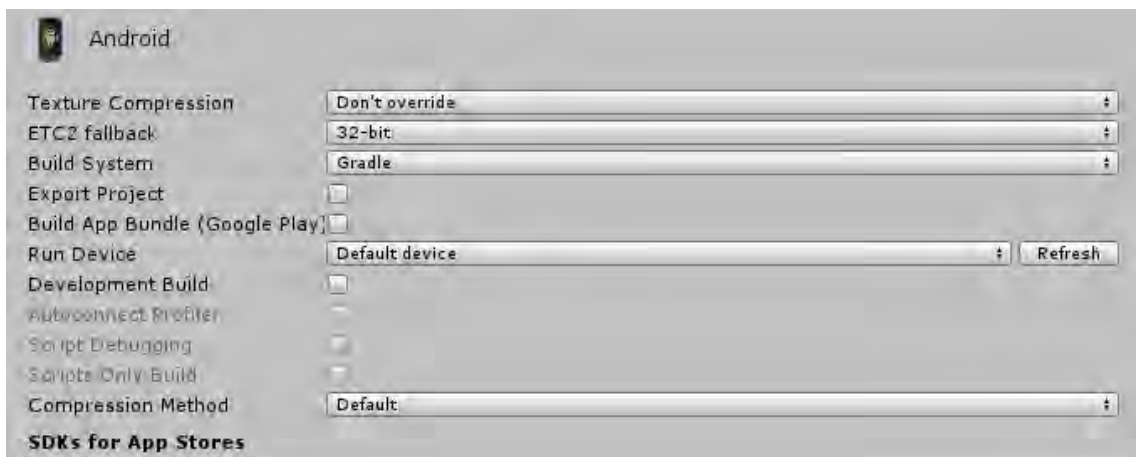 Android
Texture Compression Don't override
ETC2 fallback 32-bit
Build System Gradle
Export Project
Build App Bundle (Google Play)
Run Device Default device Refresh
Development Build
Autoconnect Profiler
Script Debugging
Scripts Only Build
Compression Method Default
SDKs for App Stores